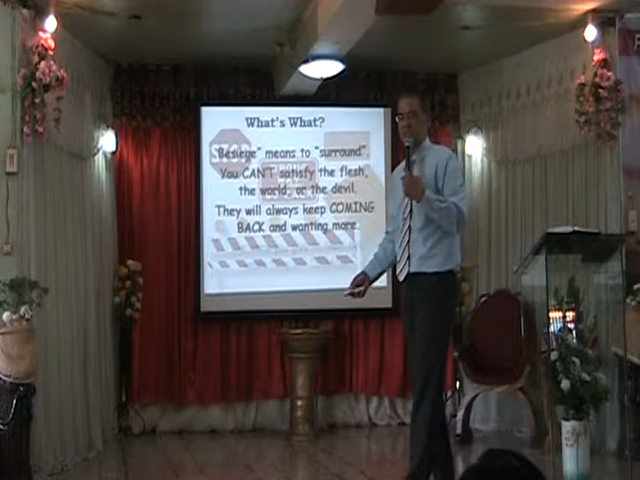 What's What?
STOP
"Besiege" means to "surround".
You CAN'T satisfy the flesh,
the world, or the devil.
They will always keep COMING
BACK and wanting more.